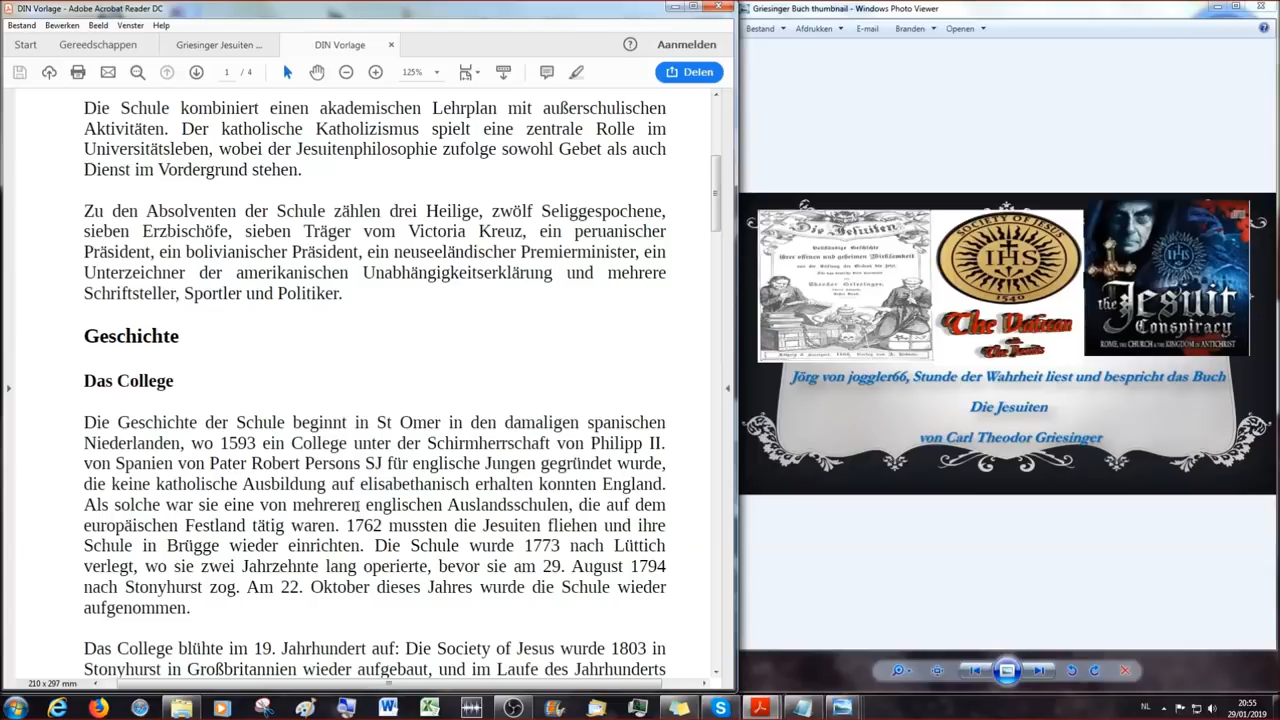 DIN Vorlage - Adobe Acrobat Reader DC
Bestand Bewerken Beeld Venster Help
Start Gereedschappen Griesinger Jesuiten ... DIN Vorlage × Aanmelden
1 / 4 125% Delen
Die Schule kombiniert einen akademischen Lehrplan mit außerschulischen
Aktivitäten. Der katholische Katholizismus spielt eine zentrale Rolle im
Universitätsleben, wobei der Jesuitenphilosophie zufolge sowohl Gebet als auch
Dienst im Vordergrund stehen.
Zu den Absolventen der Schule zählen drei Heilige, zwölf Seliggespochene,
sieben Erzbischöfe, sieben Träger vom Victoria Kreuz, ein peruanischer
Präsident, ein bolivianischer Präsident, ein neuseeländischer Premierminister, ein
Unterzeichner der amerikanischen Unabhängigkeitserklärung und mehrere
Schriftsteller, Sportler und Politiker.
Geschichte
Das College
Die Geschichte der Schule beginnt in St Omer in den damaligen spanischen
Niederlanden, wo 1593 ein College unter der Schirmherrschaft von Philipp II.
von Spanien von Pater Robert Persons SJ für englische Jungen gegründet wurde,
die keine katholische Ausbildung auf elisabethanisch erhalten konnten England.
Als solche war sie eine von mehreren englischen Auslandsschulen, die auf dem
europäischen Festland tätig waren. 1762 mussten die Jesuiten fliehen und ihre
Schule in Brügge wieder einrichten. Die Schule wurde 1773 nach Lüttich
verlegt, wo sie zwei Jahrzehnte lang operierte, bevor sie am 29. August 1794
nach Stonyhurst zog. Am 22. Oktober dieses Jahres wurde die Schule wieder
aufgenommen.
Das College blühte im 19. Jahrhundert auf: Die Society of Jesus wurde 1803 in
Stonyhurst in Großbritannien wieder aufgebaut, und im Laufe des Jahrhunderts
210 x 297 mm
Griesinger Buch thumbnail - Windows Photo Viewer
Bestand Afdrukken E-mail Branden Openen
Die Jesuiten
SOCIETY OF JESUS
IHS
1540
The Vatican
The Jesuits
the Jesuit
Conspiracy
ROME, THE CHURCH & THE KINGDOM OF ANTICHRIST
Jörg von joggler66, Stunde der Wahrheit liest und bespricht das Buch
Die Jesuiten
von Carl Theodor Griesinger
NL
20:55
29/01/2019